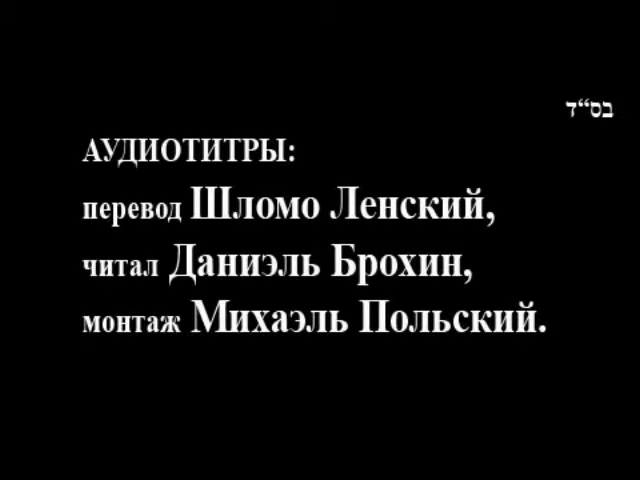 בס“ד
АУДИОТИТРЫ:
перевод Шломо Ленский,
читал Даниэль Брохин,
монтаж Михаэль Польский.